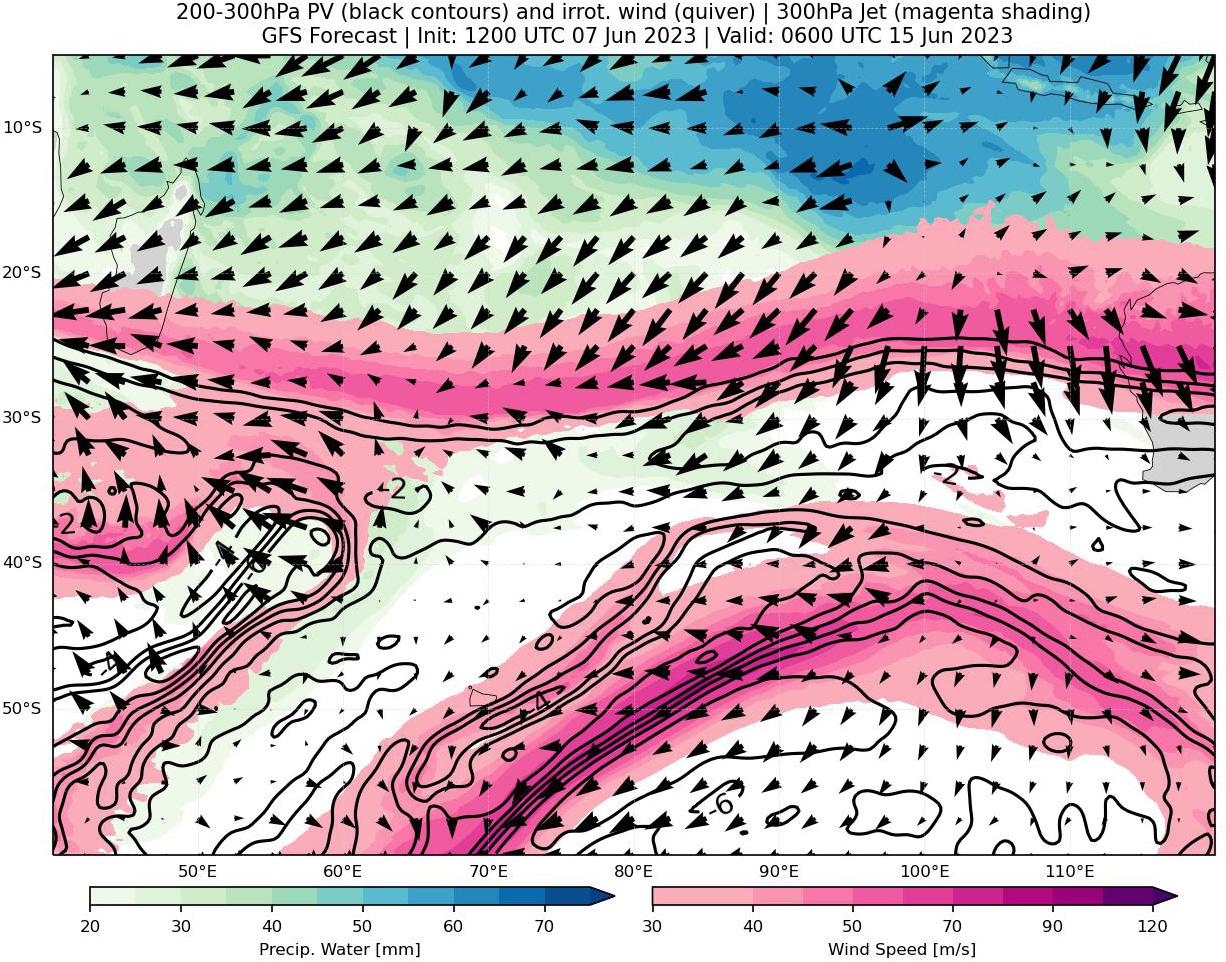 200-300hPa PV (black contours) and irrot. wind (quiver) | 300hPa Jet (magenta shading)
GFS Forecast | Init: 1200 UTC 07 Jun 2023 | Valid: 0600 UTC 15 Jun 2023
10°S
20°S
30°S
40°S
50°S
-2
2
-2
-4
-6
50°E 60°E 70°E 80°E 90°E 100°E 110°E
20 30 40 50 60 70
30 40 50 70 90 120
Precip. Water [mm]
Wind Speed [m/s]